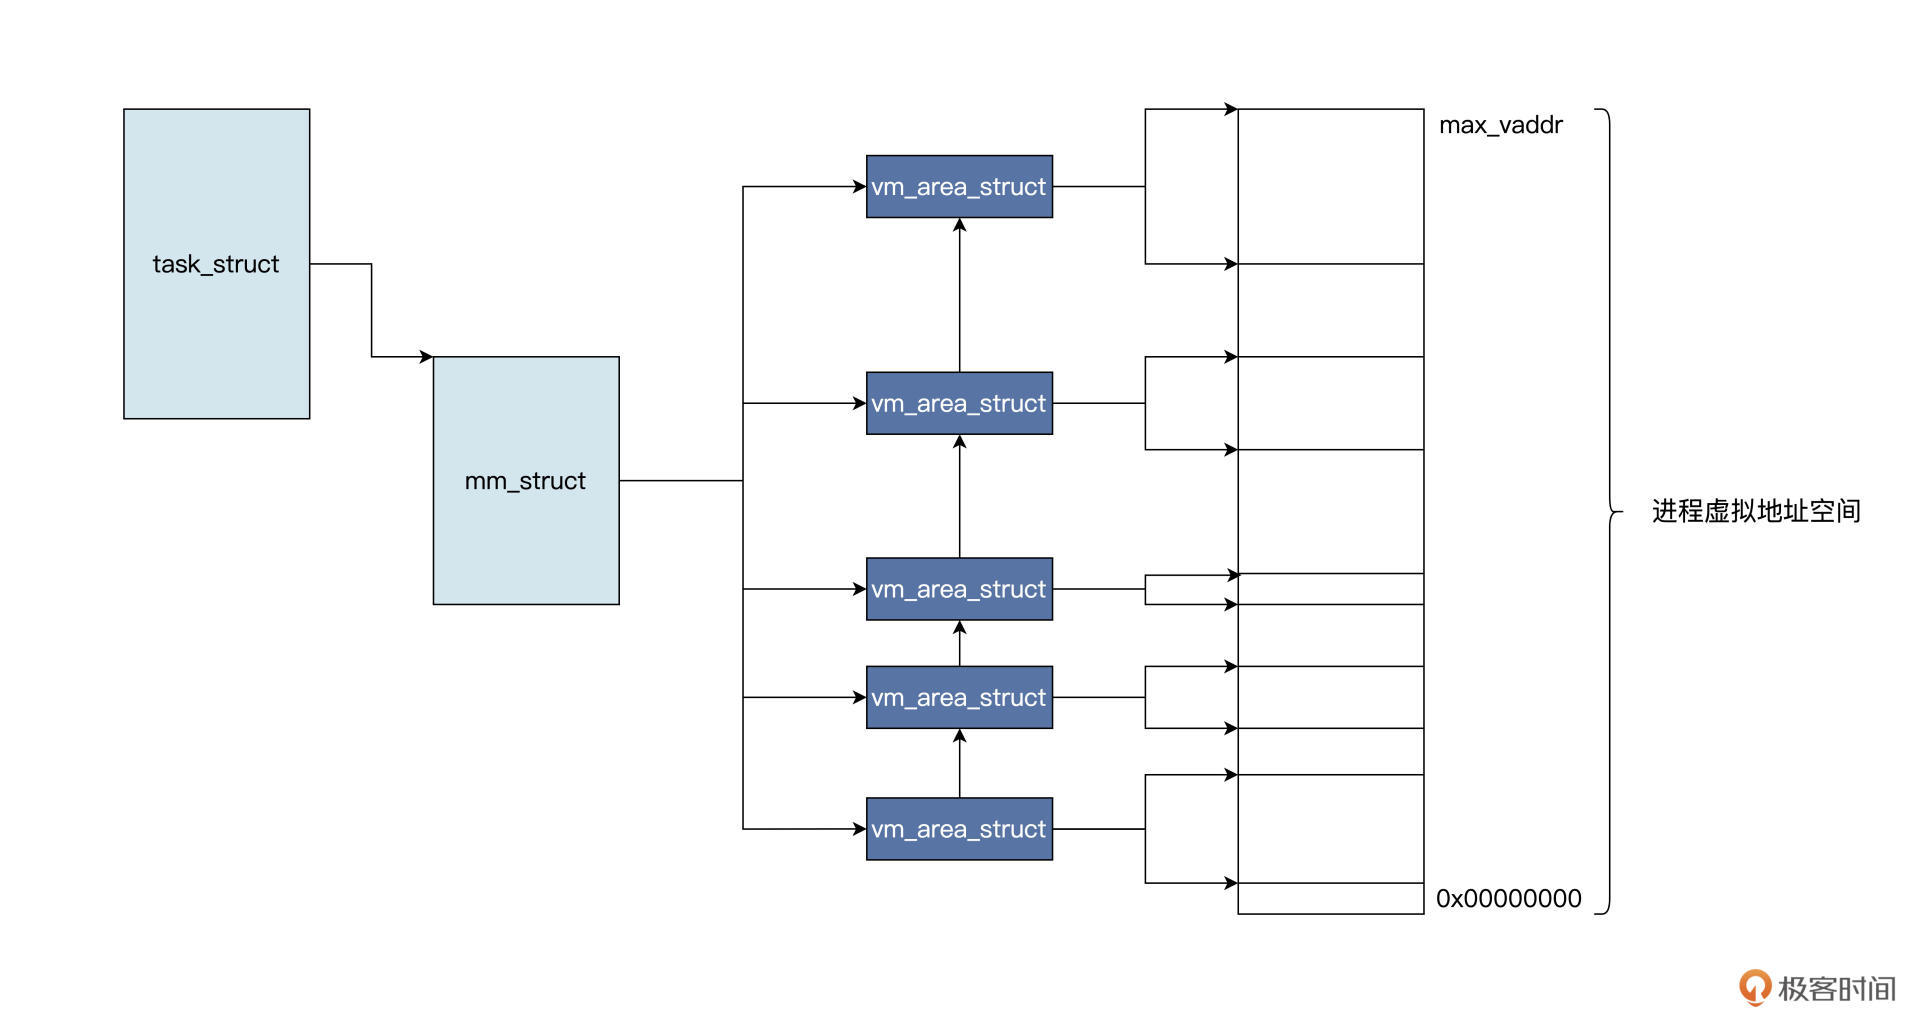 task_struct
mm_struct
vm_area_struct
vm_area_struct
vm_area_struct
vm_area_struct
vm_area_struct
max_vaddr
进程虚拟地址空间
0x00000000
极客时间